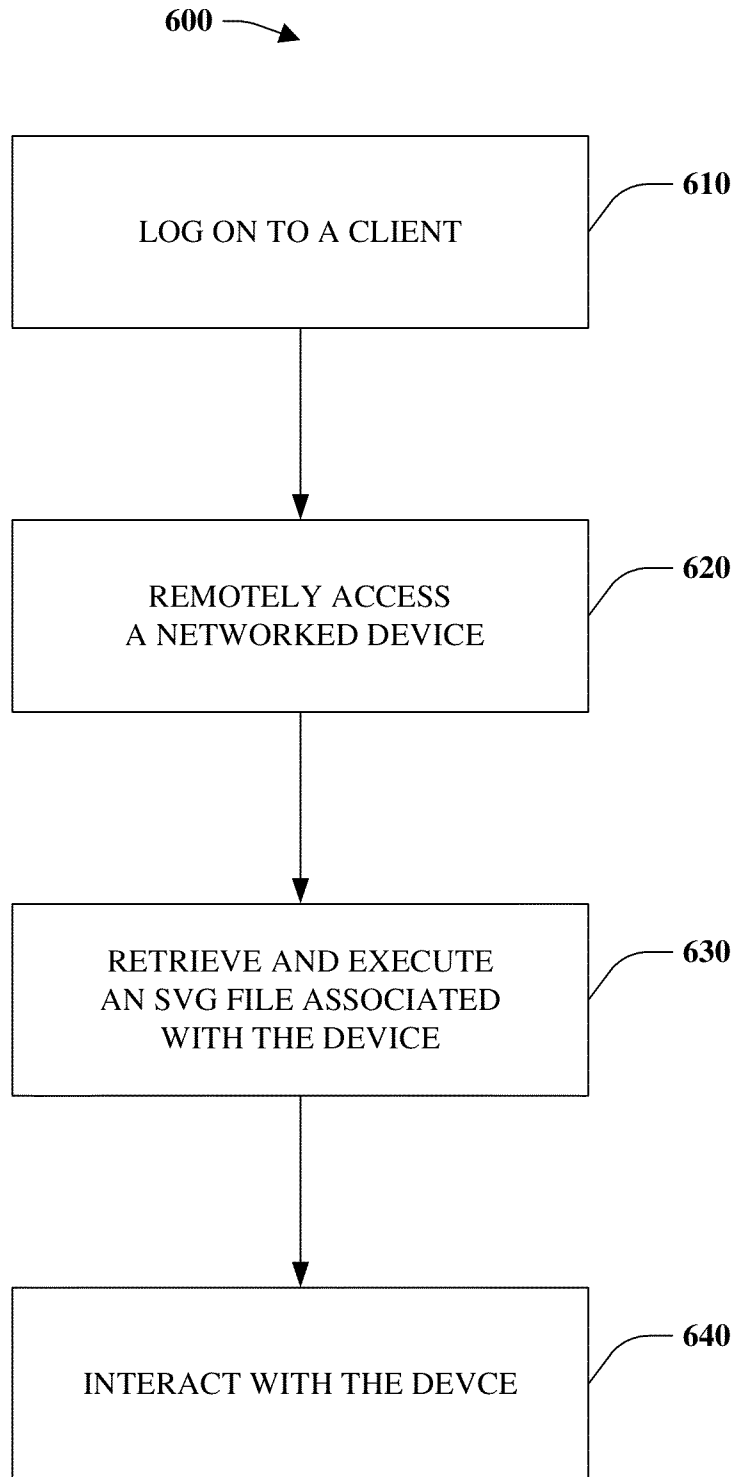 600
610
LOG ON TO A CLIENT
620
REMOTELY ACCESS
A NETWORKED DEVICE
630
RETRIEVE AND EXECUTE
AN SVG FILE ASSOCIATED
WITH THE DEVICE
640
INTERACT WITH THE DEVCE